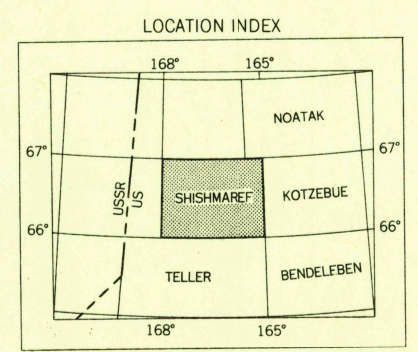 LOCATION INDEX
168° 165°
NOATAK
67° 67°
USSR
US
SHISHMAREF KOTZEBUE
66° 66°
TELLER BENDELEBEN
168° 165°